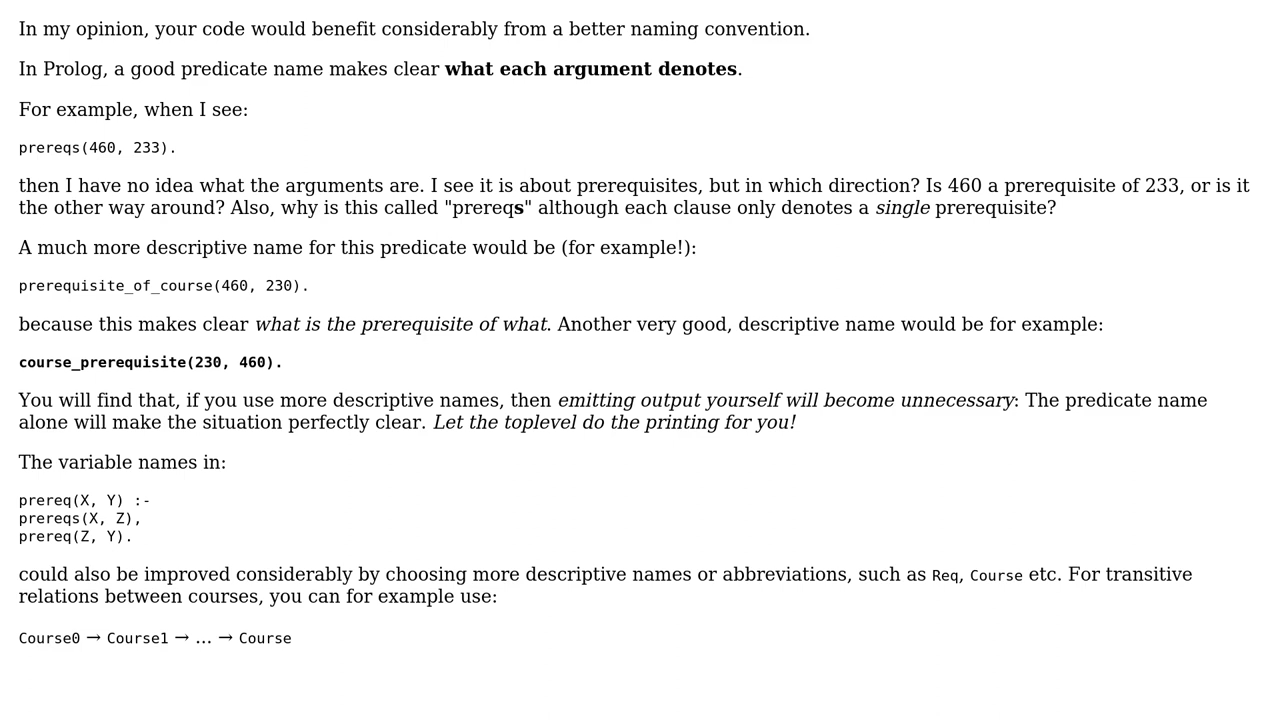 In my opinion, your code would benefit considerably from a better naming convention.
In Prolog, a good predicate name makes clear what each argument denotes.
For example, when I see:
prereqs(460, 233).
then I have no idea what the arguments are. I see it is about prerequisites, but in which direction? Is 460 a prerequisite of 233, or is it
the other way around? Also, why is this called "prereqs" although each clause only denotes a single prerequisite?
A much more descriptive name for this predicate would be (for example!):
prerequisite_of_course(460, 230).
because this makes clear what is the prerequisite of what. Another very good, descriptive name would be for example:
course_prerequisite(230, 460).
You will find that, if you use more descriptive names, then emitting output yourself will become unnecessary: The predicate name
alone will make the situation perfectly clear. Let the toplevel do the printing for you!
The variable names in:
prereq(X, Y) :-
prereqs(X, Z),
prereq(Z, Y).
could also be improved considerably by choosing more descriptive names or abbreviations, such as Req, Course etc. For transitive
relations between courses, you can for example use:
Course0 → Course1 → … → Course